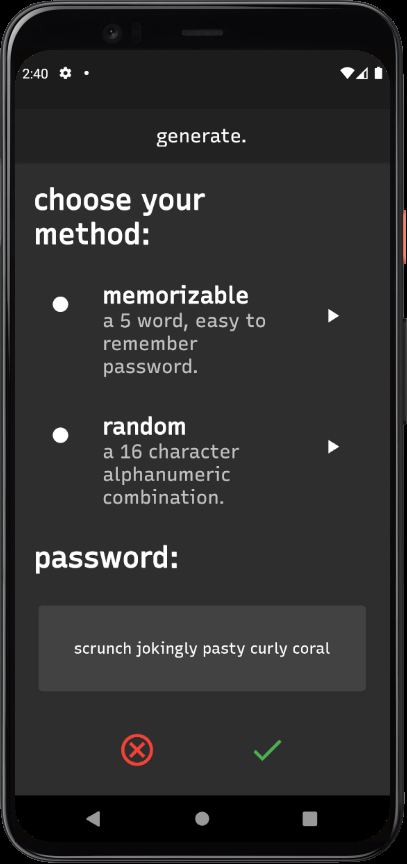 2:40
generate.
choose your
method:
memorizable
a 5 word, easy to
remember
password.
random
a 16 character
alphanumeric
combination.
password:
scrunch jokingly pasty curly coral